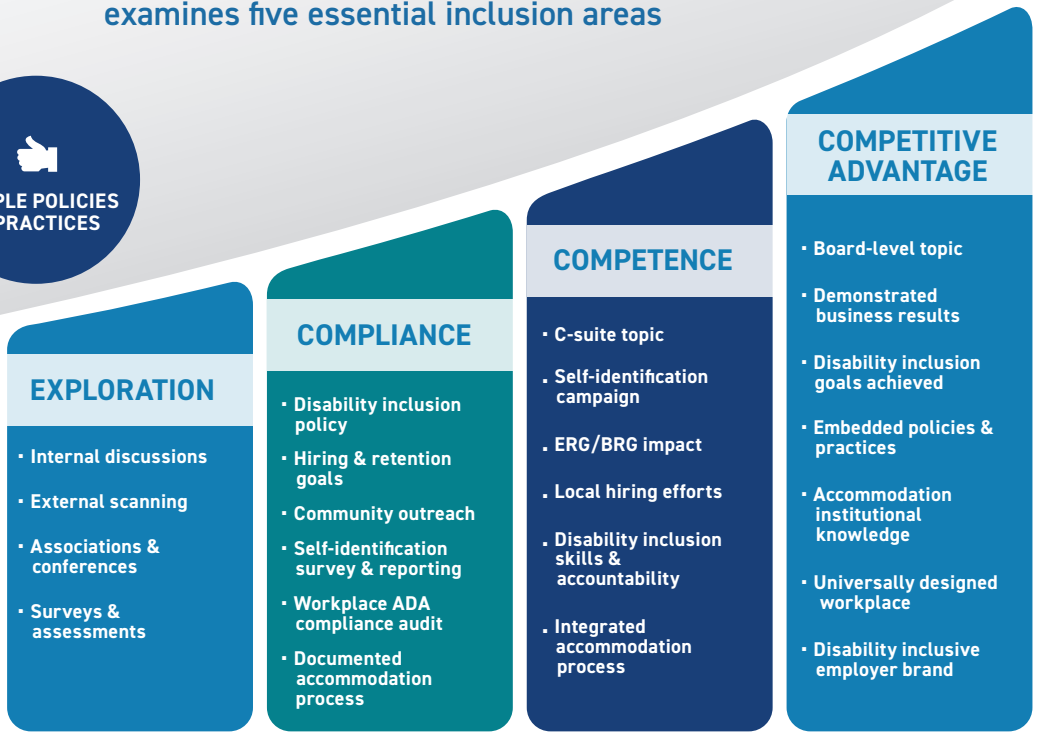 examines five essential inclusion areas
POLICIES
PRACTICES
EXPLORATION
· Internal discussions
· External scanning
· Associations &
conferences
· Surveys &
assessments
COMPLIANCE
· Disability inclusion
policy
· Hiring & retention
goals
· Community outreach
· Self-identification
survey & reporting
· Workplace ADA
compliance audit
· Documented
accommodation
process
COMPETENCE
· C-suite topic
· Self-identification
campaign
· ERG/BRG impact
· Local hiring efforts
· Disability inclusion
skills &
accountability
· Integrated
accommodation
process
COMPETITIVE
ADVANTAGE
· Board-level topic
· Demonstrated
business results
· Disability inclusion
goals achieved
· Embedded policies &
practices
· Accommodation
institutional
knowledge
· Universally designed
workplace
· Disability inclusive
employer brand